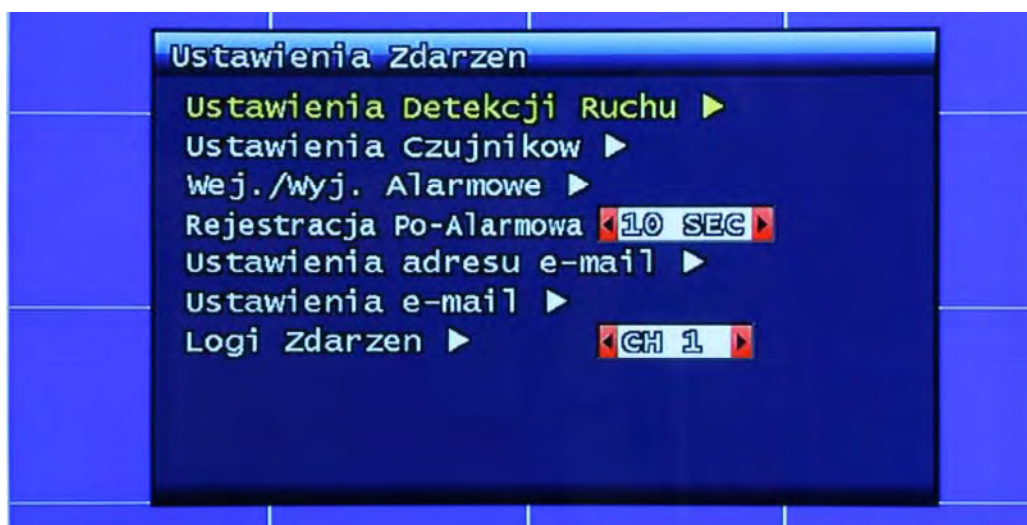 Ustawienia Zdarzen
Ustawienia Detekcji Ruchu ▶
Ustawienia Czujnikow ▶
Wej./Wyj. Alarmowe ▶
Rejestracja Po-Alarmowa 10 SEC
Ustawienia adresu e-mail ▶
Ustawienia e-mail ▶
Logi Zdarzen ▶ CH 1